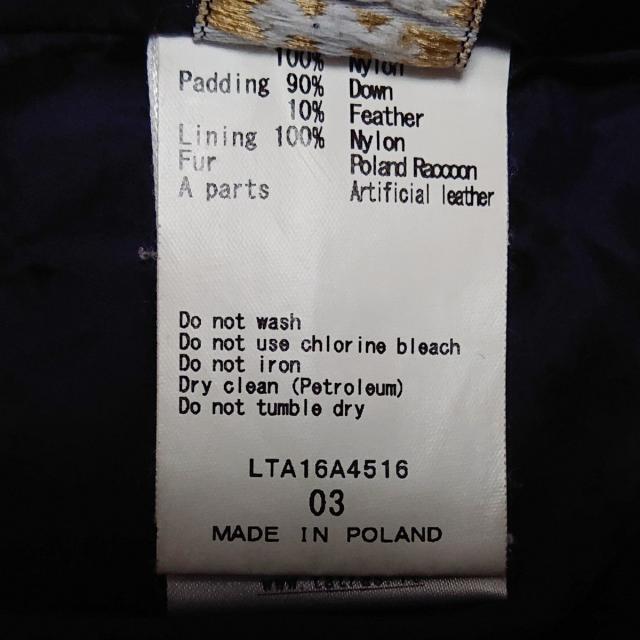 100% Nylon
Padding 90% Down
10% Feather
Lining 100% Nylon
Fur Poland Racoon
A parts Artificial leather
Do not wash
Do not use chlorine bleach
Do not iron
Dry clean (Petroleum)
Do not tumble dry
LTA16A4516
03
MADE IN POLAND